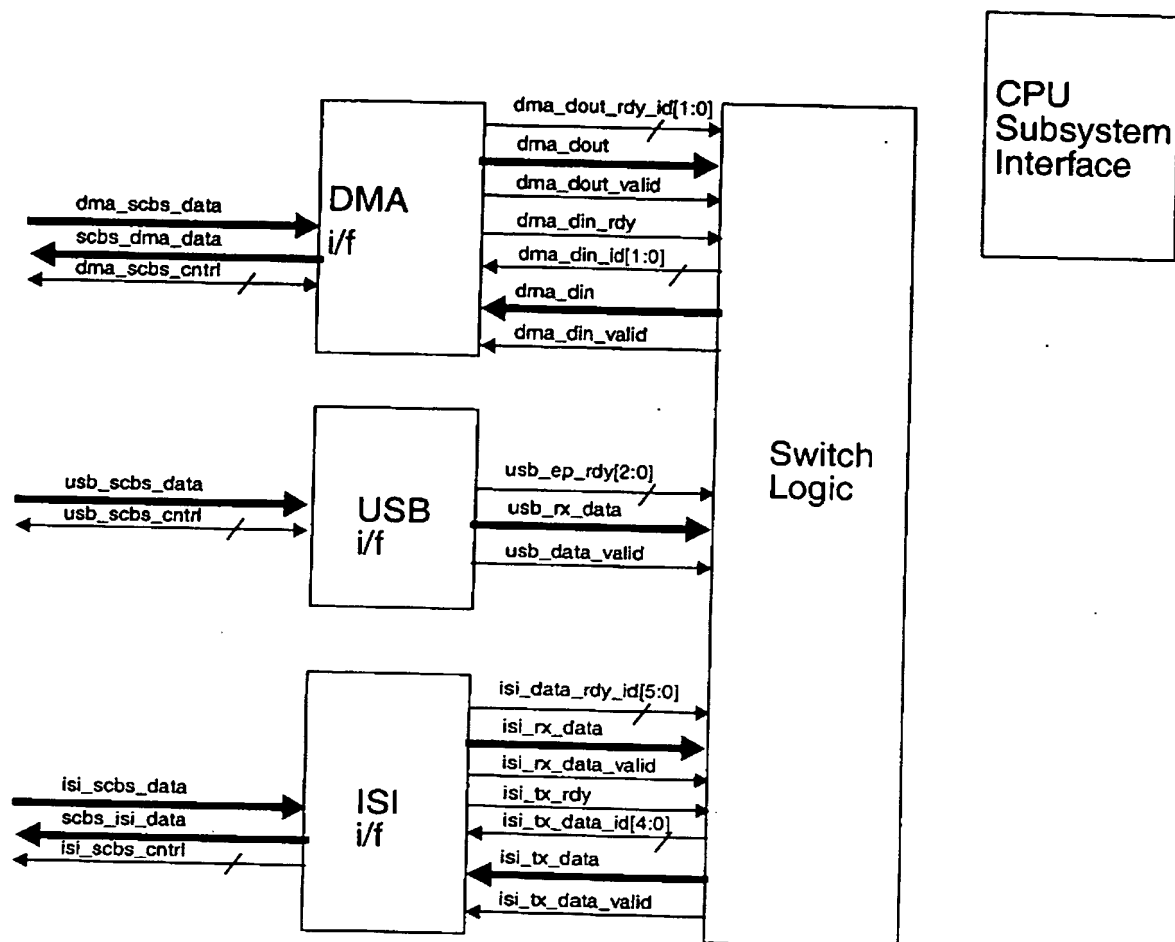 CPU
Subsystem
Interface
dma_dout_rdy_id[1:0]
dma_dout
dma_dout_valid
dma_din_rdy
dma_din_id[1:0]
dma_din
dma_din_valid
DMA
i/f
dma_scbs_data
scbs_dma_data
dma_scbs_cntrl
Switch
Logic
usb_ep_rdy[2:0]
usb_rx_data
usb_data_valid
USB
i/f
usb_scbs_data
usb_scbs_cntrl
isi_data_rdy_id[5:0]
isi_rx_data
isi_rx_data_valid
isi_tx_rdy
isi_tx_data_id[4:0]
isi_tx_data
isi_tx_data_valid
ISI
i/f
isi_scbs_data
scbs_isi_data
isi_scbs_cntrl